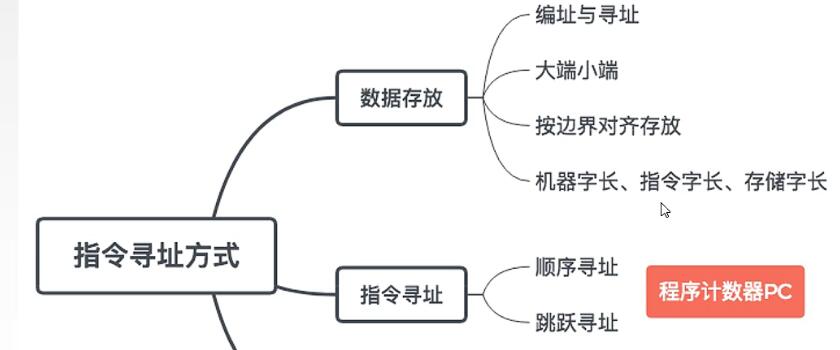 编址与寻址
大端小端
数据存放
按边界对齐存放
机器字长、指令字长、存储字长
指令寻址方式
顺序寻址
指令寻址
程序计数器PC
跳跃寻址